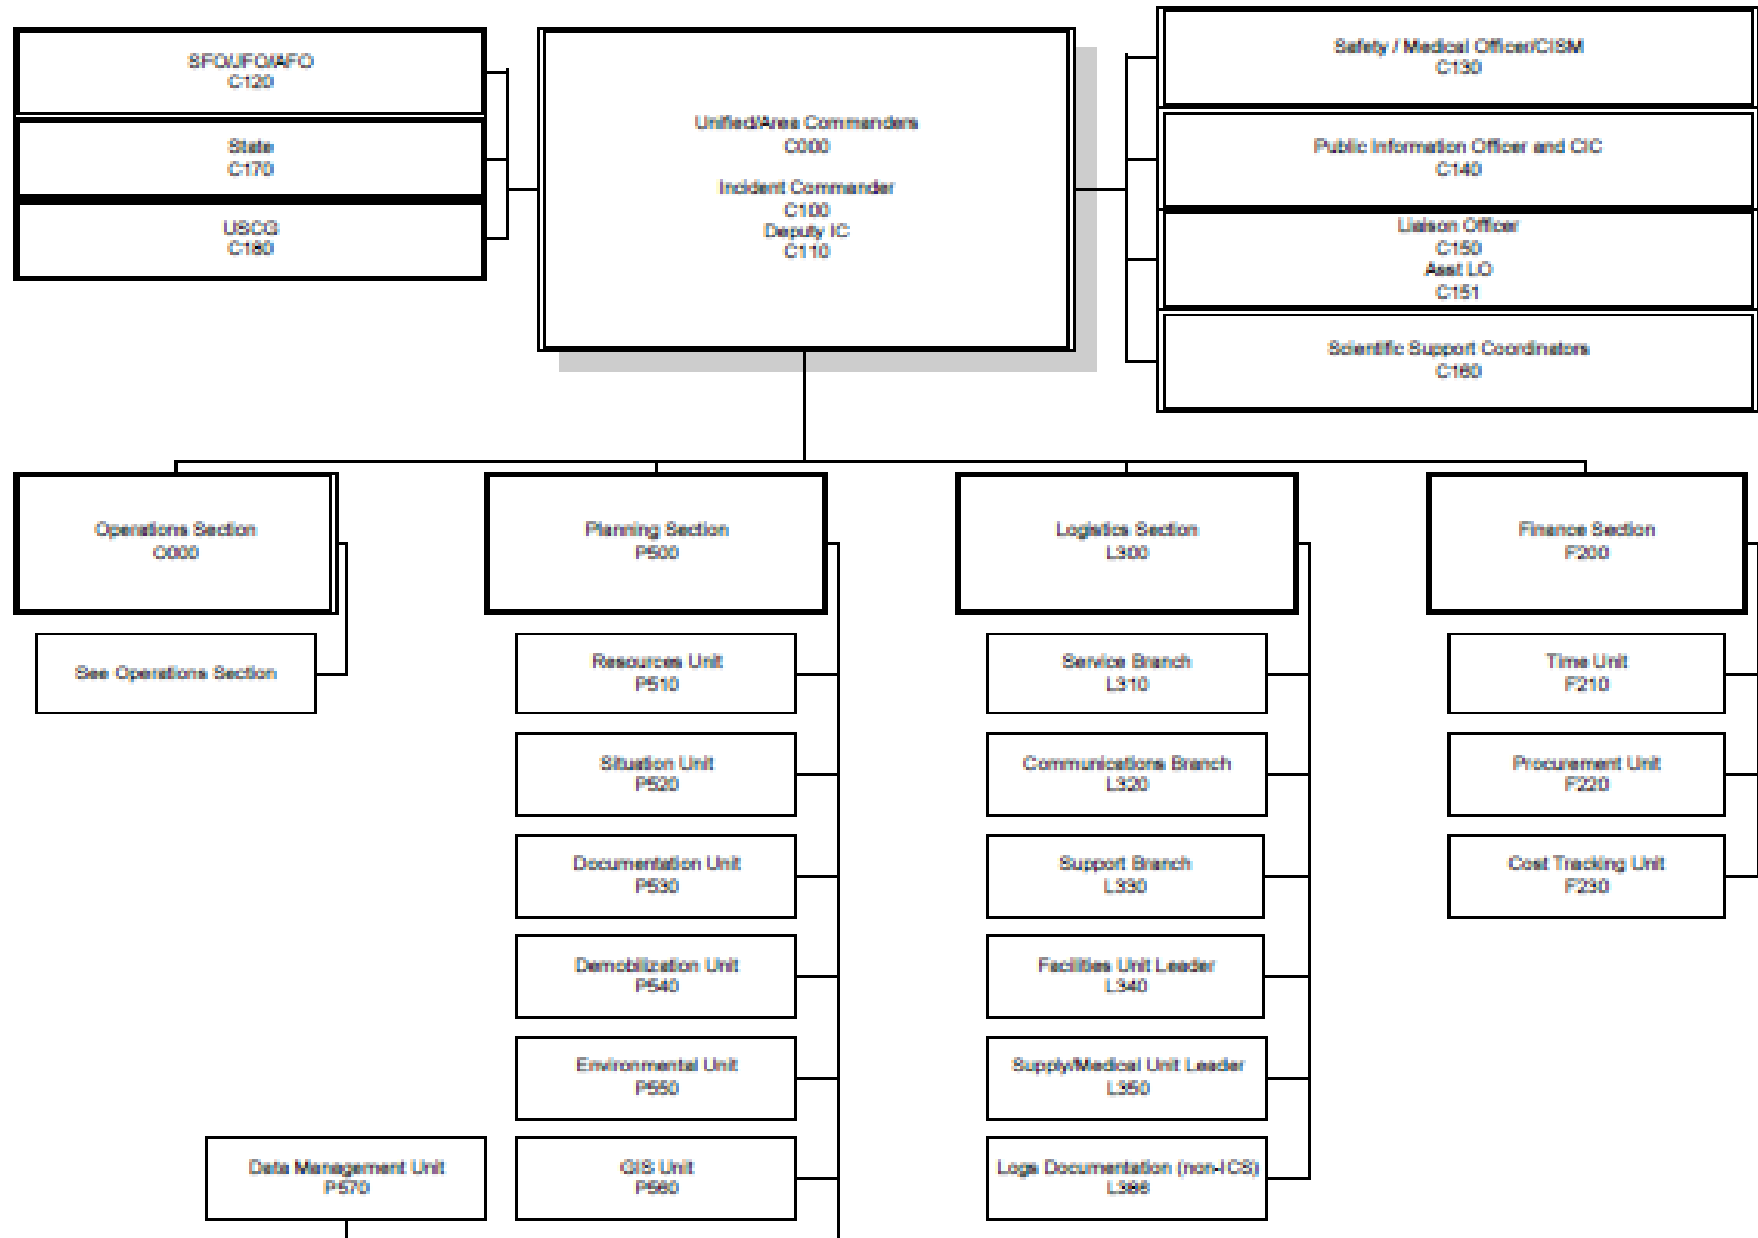 SFO/JFO/AFO
C120
State
C170
USCG
C180
Unified/Area Commanders
C000
Incident Commander
C100
Deputy IC
C110
Safety / Medical Officer/CISM
C130
Public Information Officer and CIC
C140
Liaison Officer
C150
Asst LO
C151
Scientific Support Coordinators
C160
Operations Section
O000
See Operations Section
Planning Section
P500
Resources Unit
P510
Situation Unit
P520
Documentation Unit
P530
Demobilization Unit
P540
Environmental Unit
P550
Data Management Unit
P570
GIS Unit
P560
Logistics Section
L300
Service Branch
L310
Communications Branch
L320
Support Branch
L330
Facilities Unit Leader
L340
Supply/Medical Unit Leader
L350
Logs Documentation (non-ICS)
Finance Section
F200
Time Unit
F210
Procurement Unit
F220
Cost Tracking Unit
F230